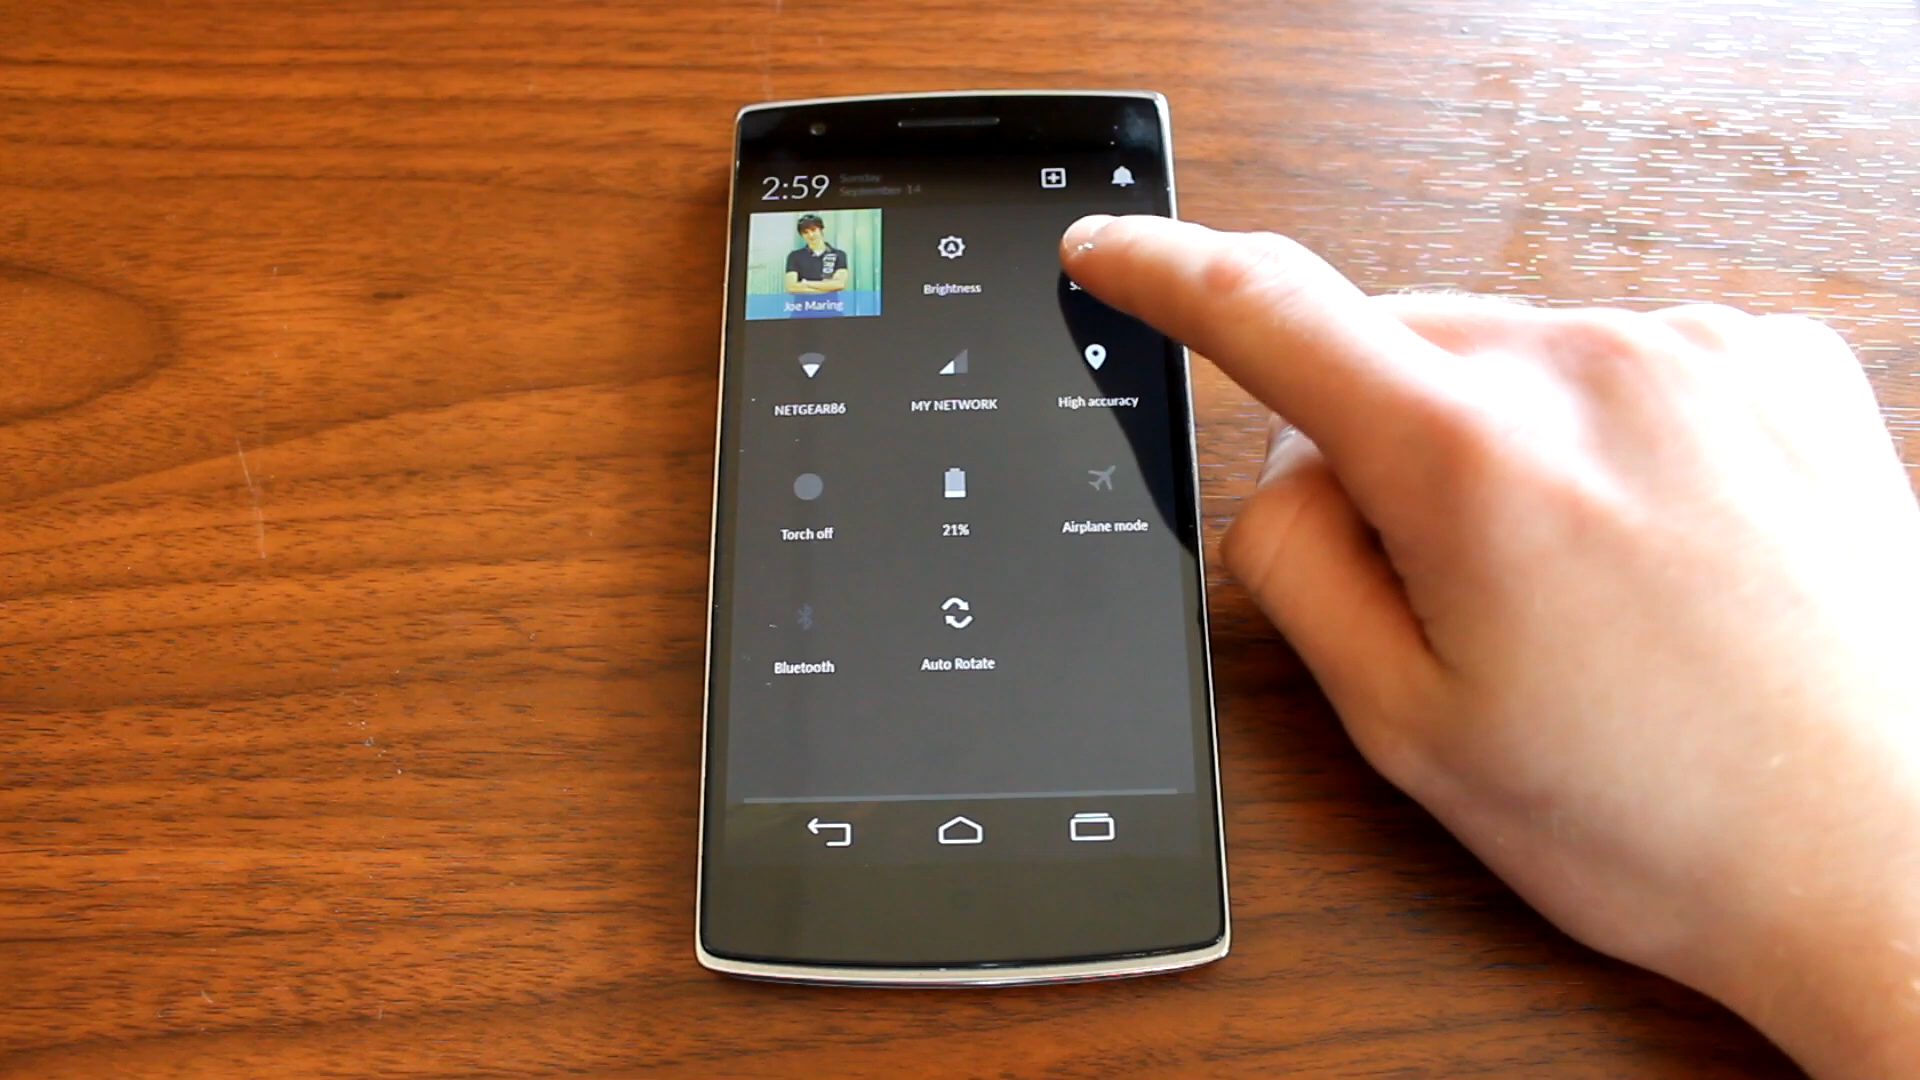 2:59
Sunday
September 14
Joe Maring
Brightness
NETGEAR86
MY NETWORK
High accuracy
Torch off
21%
Airplane mode
Bluetooth
Auto Rotate